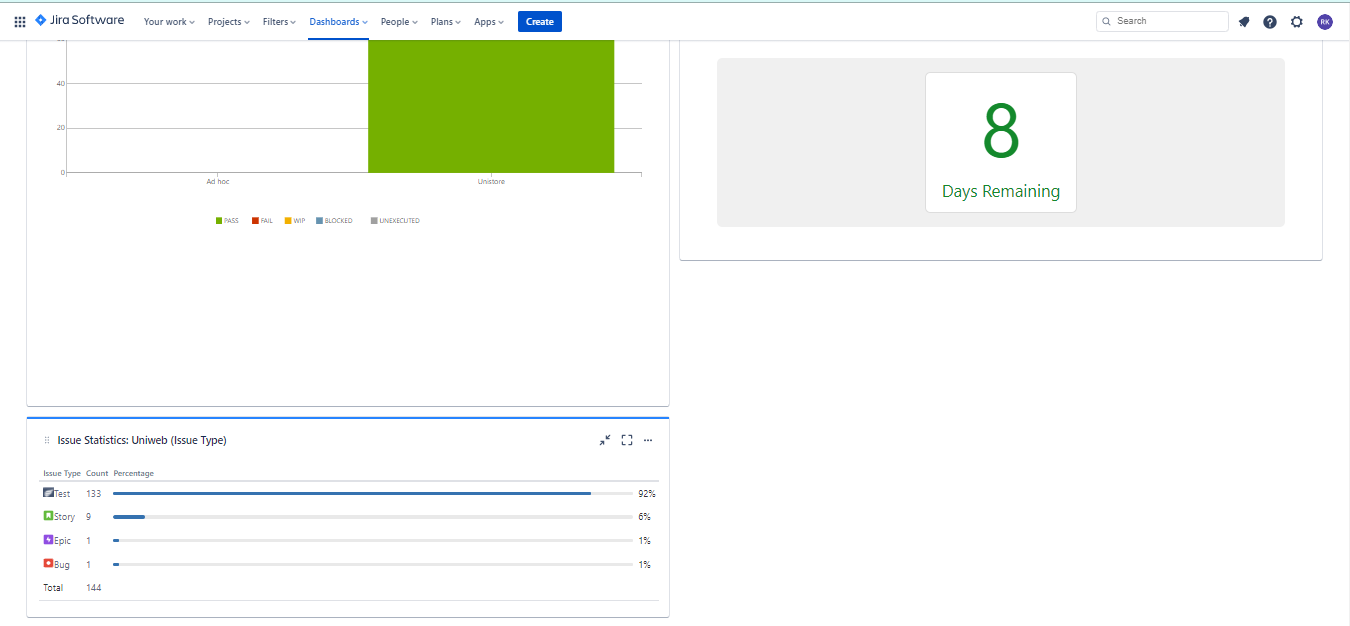 Jira Software Your work Projects Filters Dashboards People Plans Apps Create Search RK
40
20
0
Ad hoc Unistore
PASS FAIL WIP BLOCKED UNEXECUTED
8
Days Remaining
Issue Statistics: Uniweb (Issue Type)
Issue Type Count Percentage
Test 133 92%
Story 9 6%
Epic 1 1%
Bug 1 1%
Total 144